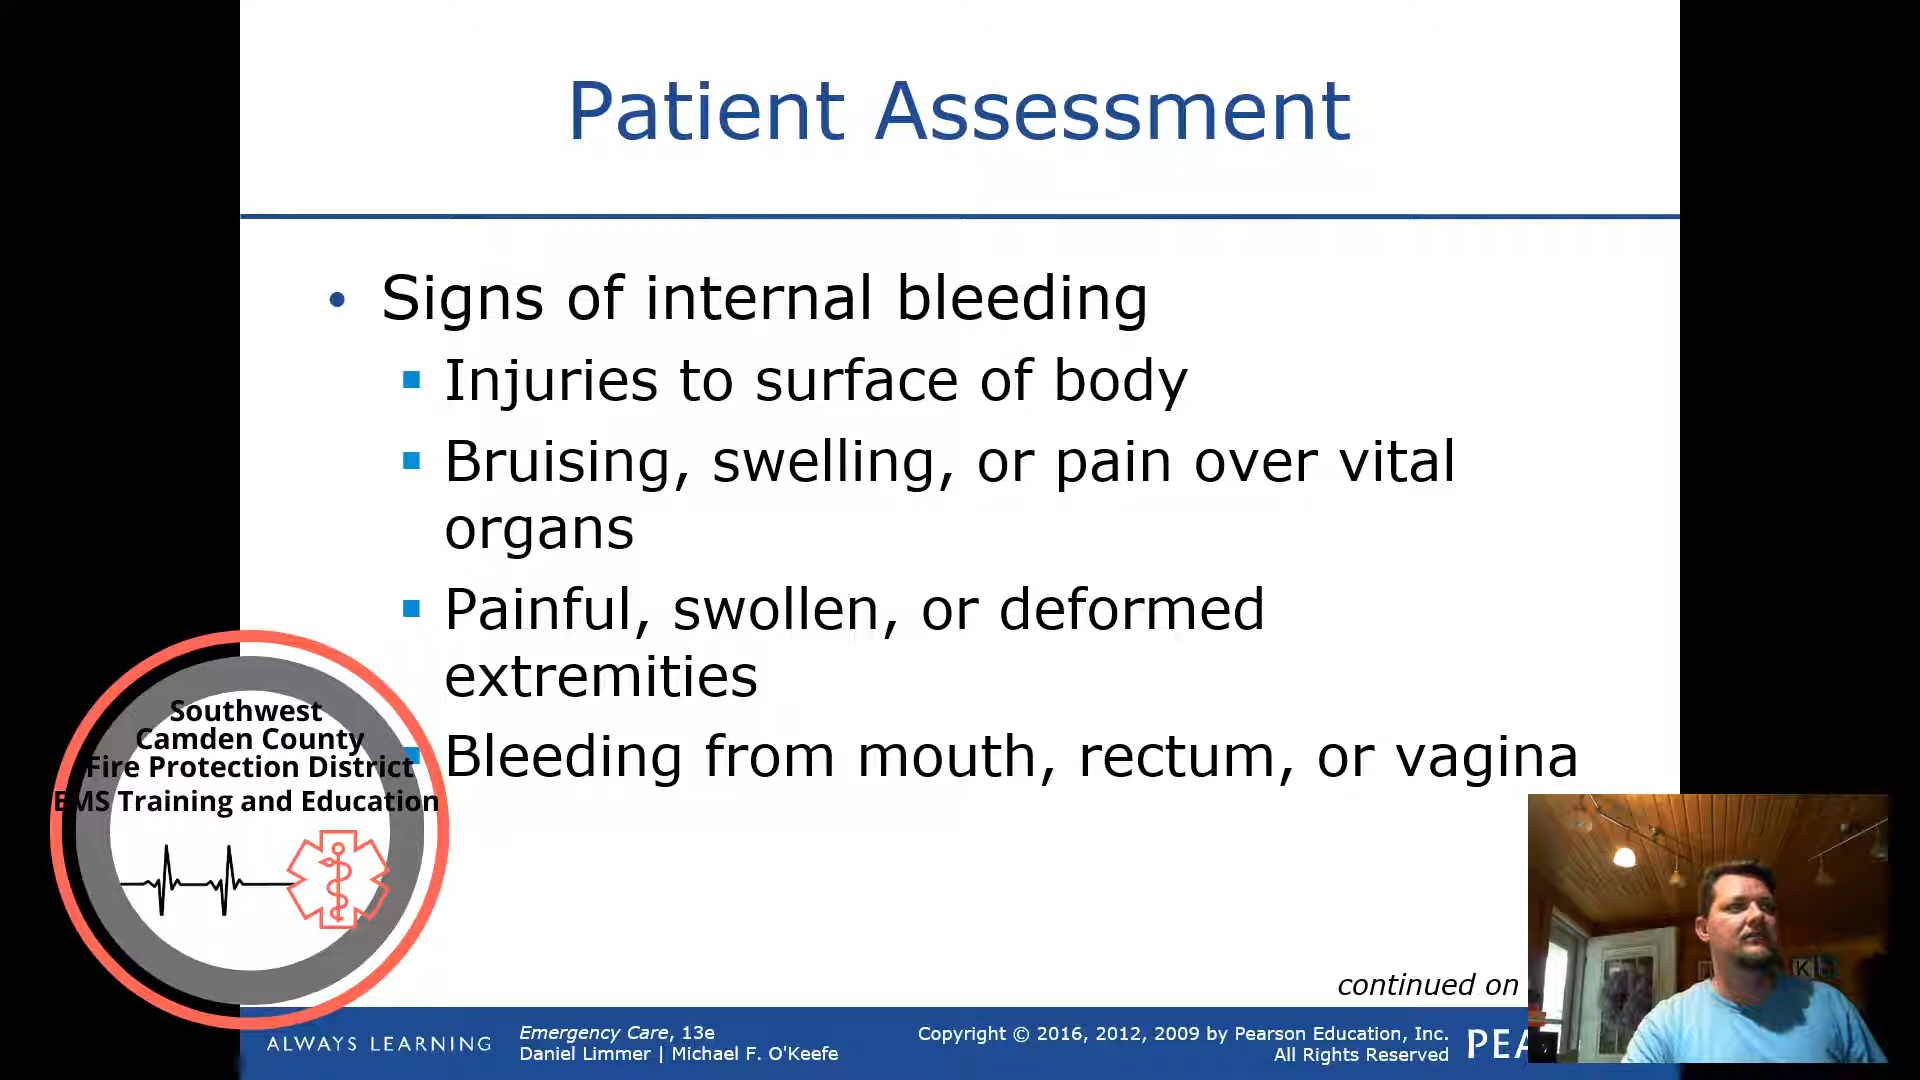 Patient Assessment
• Signs of internal bleeding
▪ Injuries to surface of body
▪ Bruising, swelling, or pain over vital
organs
▪ Painful, swollen, or deformed
extremities
▪ Bleeding from mouth, rectum, or vagina
Southwest
Camden County
Fire Protection District
EMS Training and Education
continued on
ALWAYS LEARNING
Emergency Care, 13e
Daniel Limmer | Michael F. O'Keefe
Copyright © 2016, 2012, 2009 by Pearson Education, Inc.
All Rights Reserved